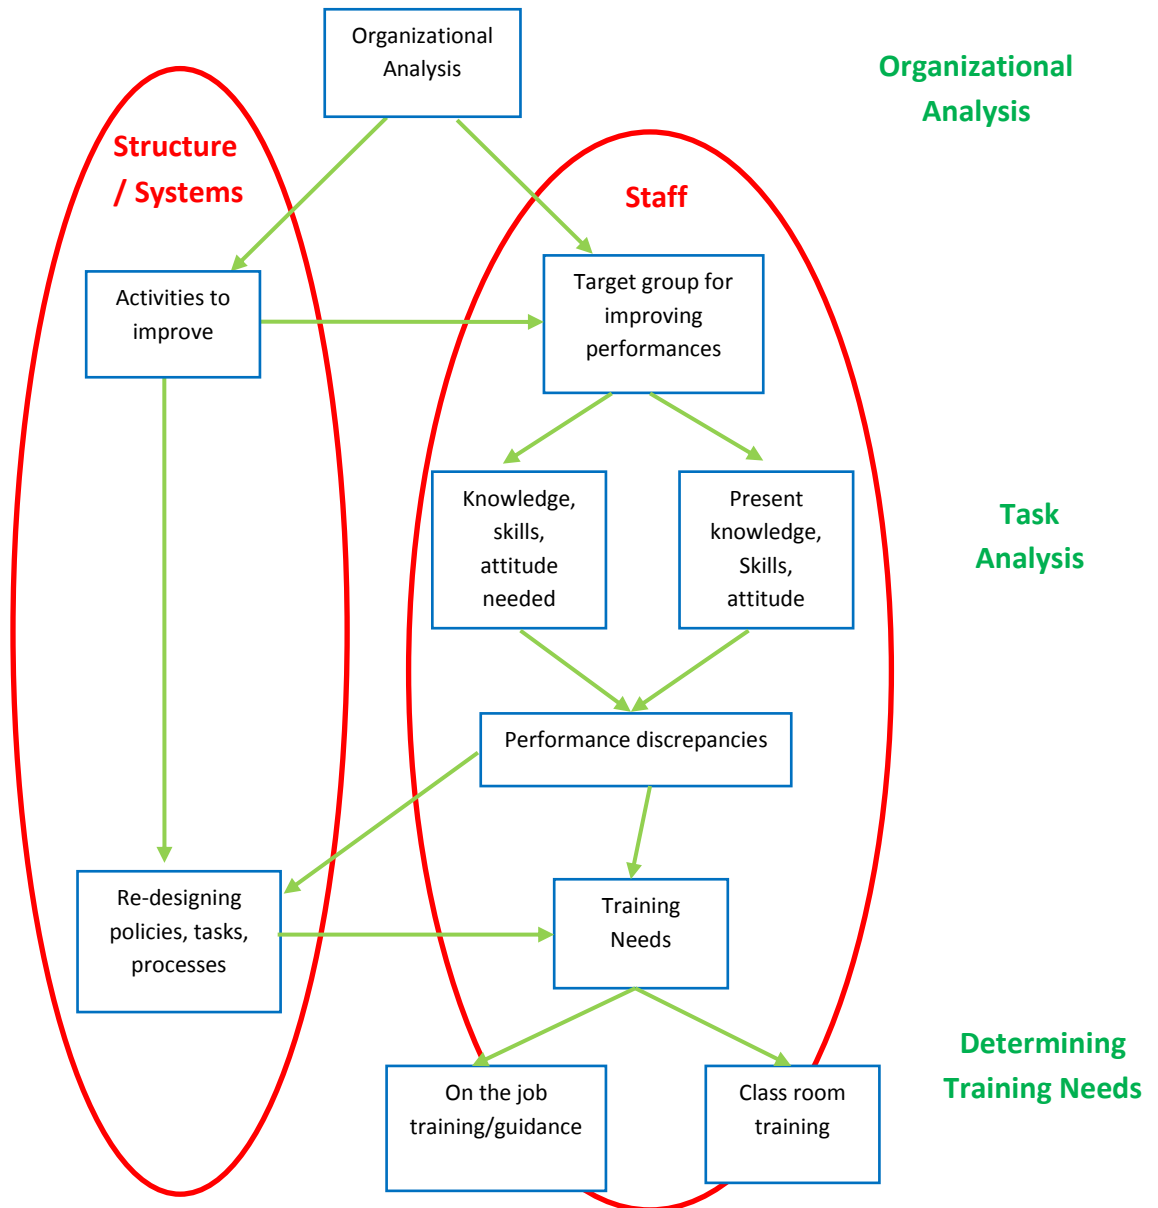 Organizational
Analysis
Organizational
Analysis
Structure
/ Systems
Staff
Activities to
improve
Target group for
improving
performances
Knowledge,
skills,
attitude
needed
Present
knowledge,
Skills,
attitude
Task
Analysis
Performance discrepancies
Re-designing
policies, tasks,
processes
Training
Needs
On the job
training/guidance
Class room
training
Determining
Training Needs